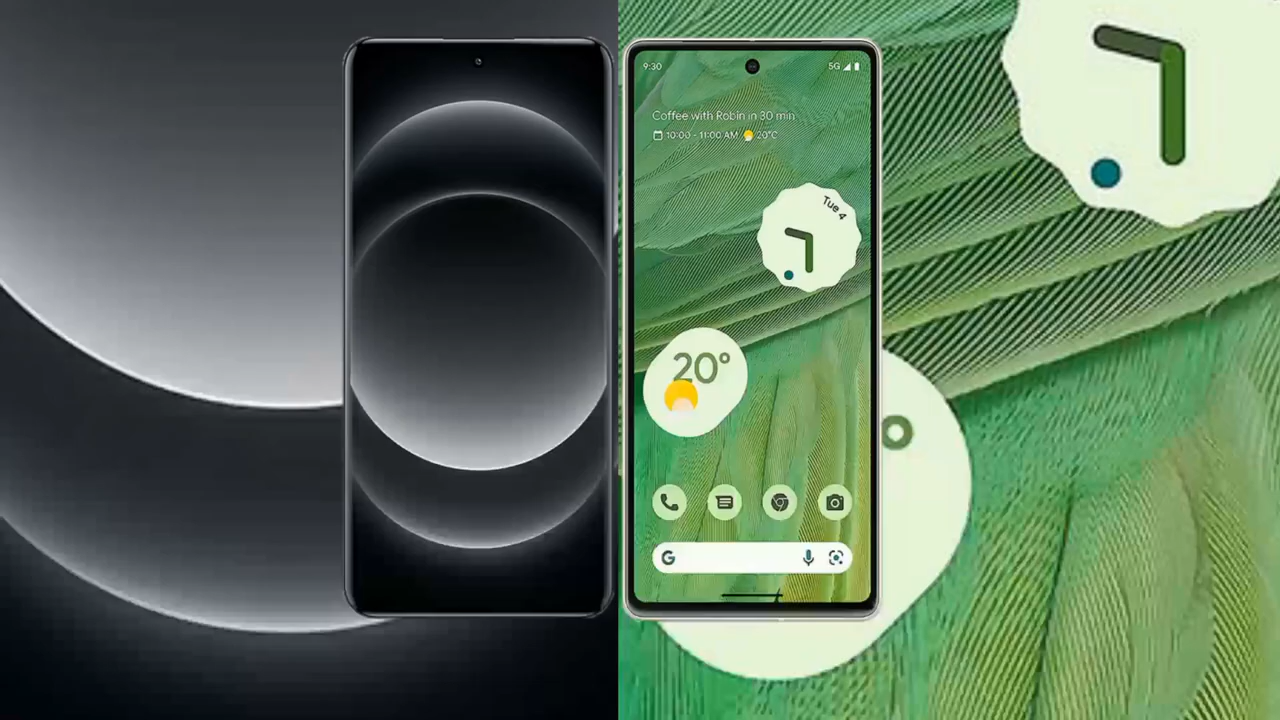 9:30
5G
Coffee with Robin in 30 min
10:00 - 11:00 AM 20°C
Tue 4
20°
G